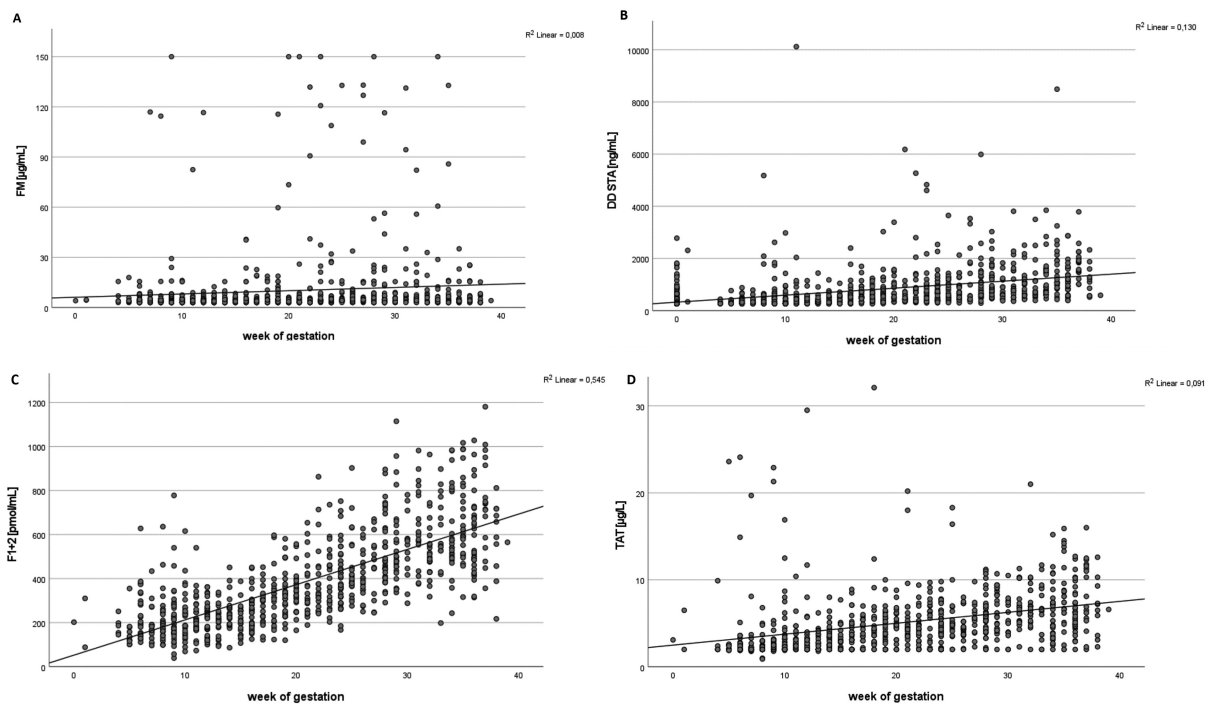 A
R² Linear = 0,008
FM [µg/mL]
150
120
90
60
30
0
0
10
20
30
40
week of gestation
B
R² Linear = 0,130
DD STA [ng/mL]
10000
8000
6000
4000
2000
0
0
10
20
30
40
week of gestation
C
R² Linear = 0,545
F1+2 [pmol/mL]
1200
1000
800
600
400
200
0
0
10
20
30
40
week of gestation
D
R² Linear = 0,091
TAT [µg/L]
30
20
10
0
0
10
20
30
40
week of gestation